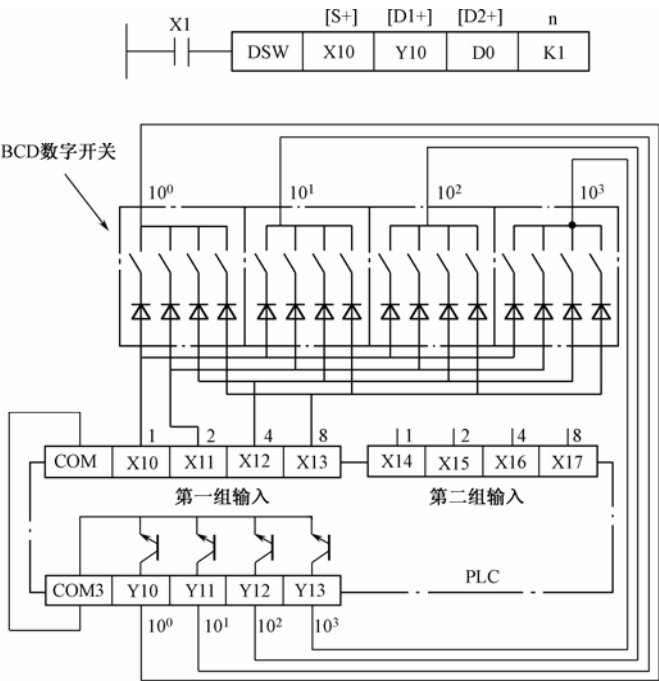 [S+] [D1+] [D2+] n
X1
DSW X10 Y10 D0 K1
BCD数字开关
10⁰ 10¹ 10² 10³
1 2 4 8 1 2 4 8
COM X10 X11 X12 X13 X14 X15 X16 X17
第一组输入 第二组输入
COM3 Y10 Y11 Y12 Y13 PLC
10⁰ 10¹ 10² 10³